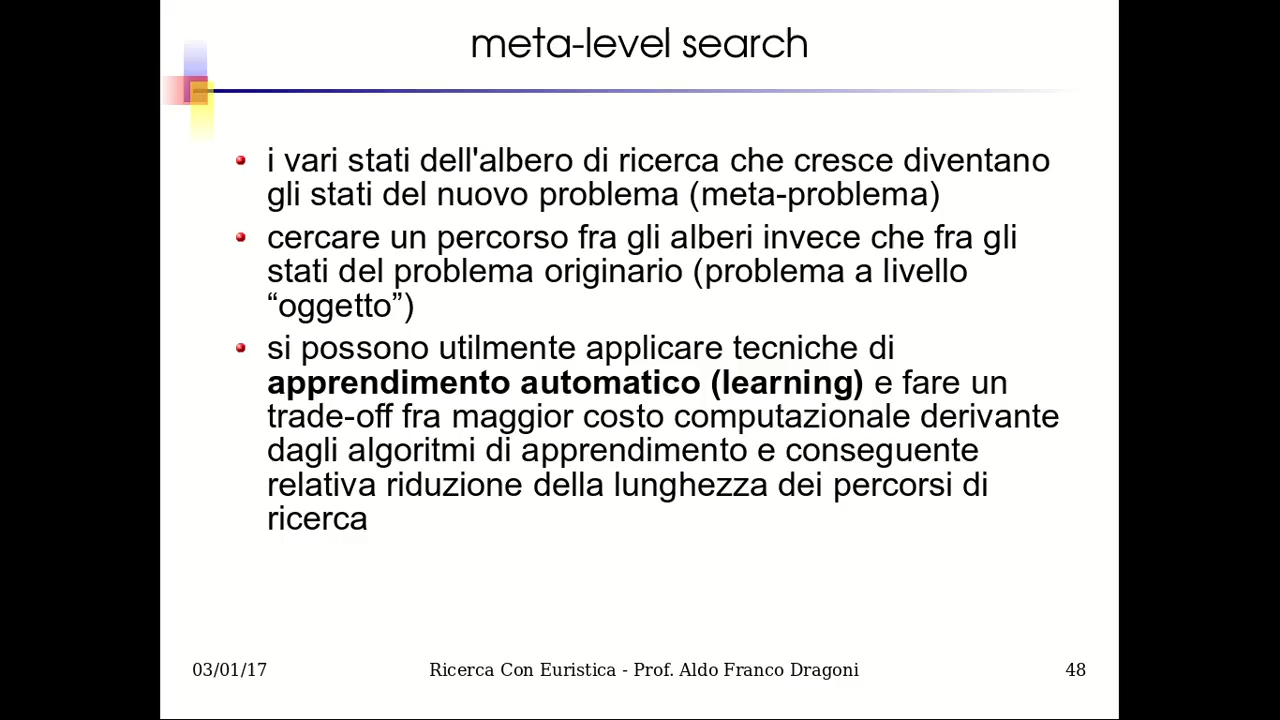 meta-level search
i vari stati dell'albero di ricerca che cresce diventano
gli stati del nuovo problema (meta-problema)
cercare un percorso fra gli alberi invece che fra gli
stati del problema originario (problema a livello
“oggetto”)
si possono utilmente applicare tecniche di
apprendimento automatico (learning) e fare un
trade-off fra maggior costo computazionale derivante
dagli algoritmi di apprendimento e conseguente
relativa riduzione della lunghezza dei percorsi di
ricerca
03/01/17 Ricerca Con Euristica - Prof. Aldo Franco Dragoni 48